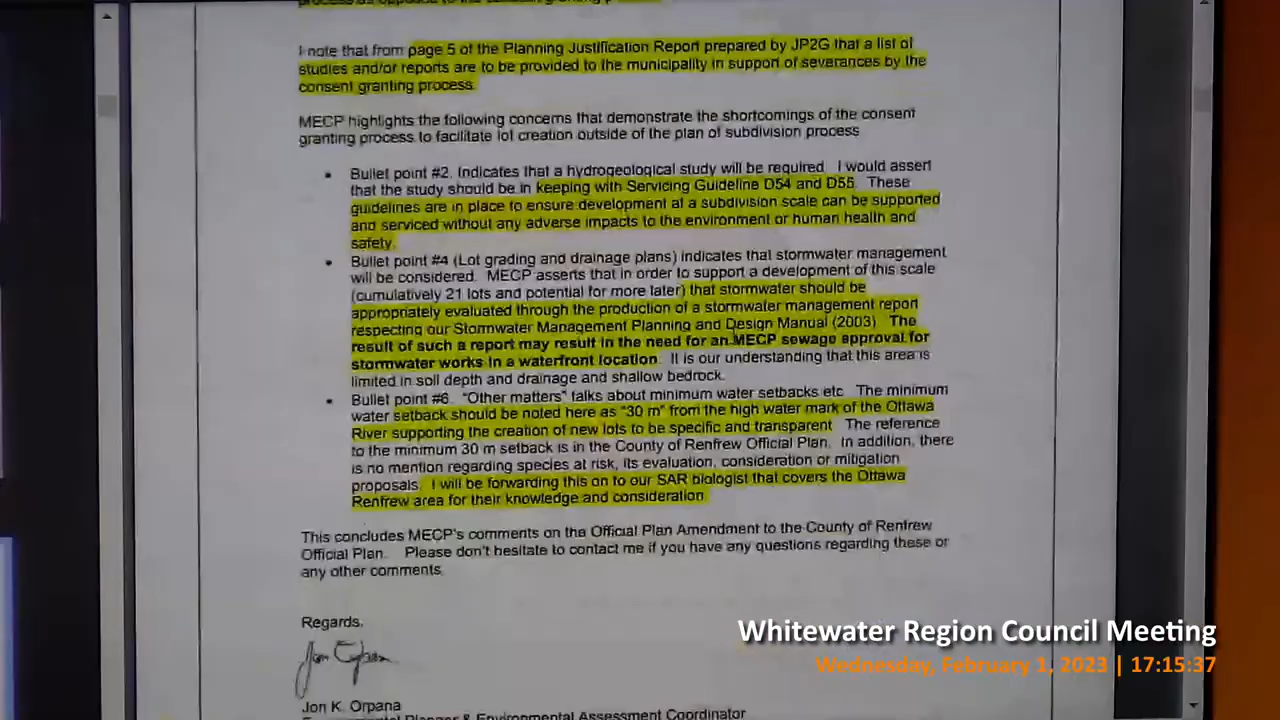 I note that from page 5 of the Planning Justification Report prepared by JP2G that a list of
studies and/or reports are to be provided to the municipality in support of severances by the
consent granting process.
MECP highlights the following concerns that demonstrate the shortcomings of the consent
granting process to facilitate lot creation outside of the plan of subdivision process
• Bullet point #2. Indicates that a hydrogeological study will be required. I would assert
that the study should be in keeping with Servicing Guideline D54 and D55. These
guidelines are in place to ensure development at a subdivision scale can be supported
and serviced without any adverse impacts to the environment or human health and
safety.
• Bullet point #4 (Lot grading and drainage plans) indicates that stormwater management
will be considered. MECP asserts that in order to support a development of this scale
(cumulatively 21 lots and potential for more later) that stormwater should be
appropriately evaluated through the production of a stormwater management report
respecting our Stormwater Management Planning and Design Manual (2003). The
result of such a report may result in the need for an MECP sewage approval for
stormwater works in a waterfront location. It is our understanding that this area is
limited in soil depth and drainage and shallow bedrock.
• Bullet point #6. "Other matters" talks about minimum water setbacks etc. The minimum
water setback should be noted here as "30 m" from the high water mark of the Ottawa
River supporting the creation of new lots to be specific and transparent. The reference
to the minimum 30 m setback is in the County of Renfrew Official Plan. In addition, there
is no mention regarding species at risk, its evaluation, consideration or mitigation
proposals. I will be forwarding this on to our SAR biologist that covers the Ottawa
Renfrew area for their knowledge and consideration.
This concludes MECP's comments on the Official Plan Amendment to the County of Renfrew
Official Plan. Please don't hesitate to contact me if you have any questions regarding these or
any other comments.
Regards,
Jon Orpana
Jon K. Orpana
Environmental Planner & Environmental Assessment Coordinator
Whitewater Region Council Meeting
Wednesday, February 1, 2023 | 17:15:37